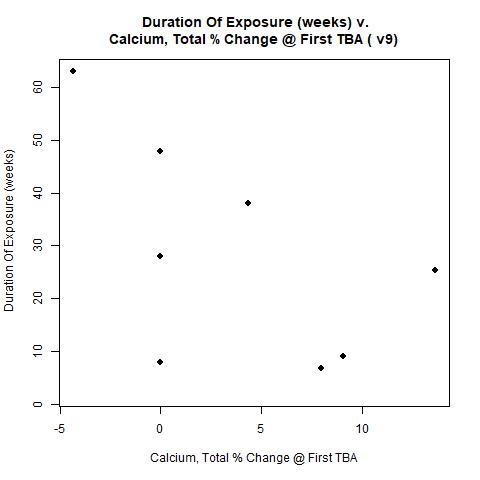 Duration Of Exposure (weeks) v.
Calcium, Total % Change @ First TBA ( v9)
Duration Of Exposure (weeks)
60
50
40
30
20
10
0
-5 0 5 10
Calcium, Total % Change @ First TBA